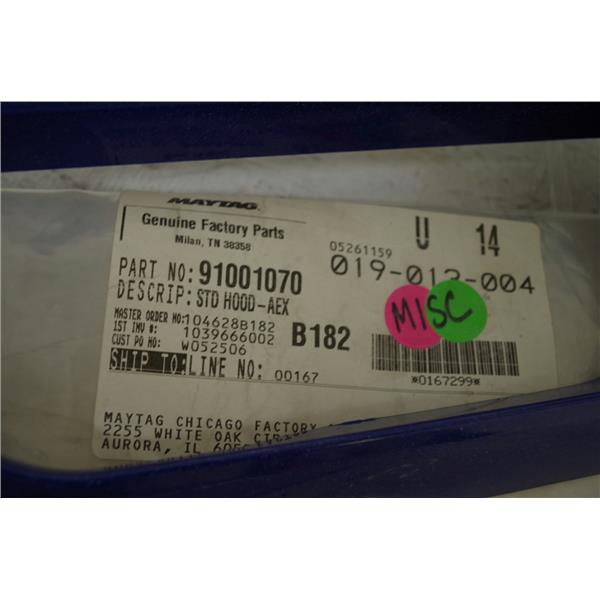 MAYTAG
Genuine Factory Parts
Milan, TN 38358
05261159
U 14
019-012-004
PART NO: 91001070
DESCRIP: STD HOOD-AEX
MASTER ORDER NO: 104628B182
1ST INV #: 1039666002
CUST PO NO: W052506
B182
MISC
*0167299*
SHIP TO: LINE NO: 00167
MAYTAG CHICAGO FACTORY
2255 WHITE OAK
AURORA, IL